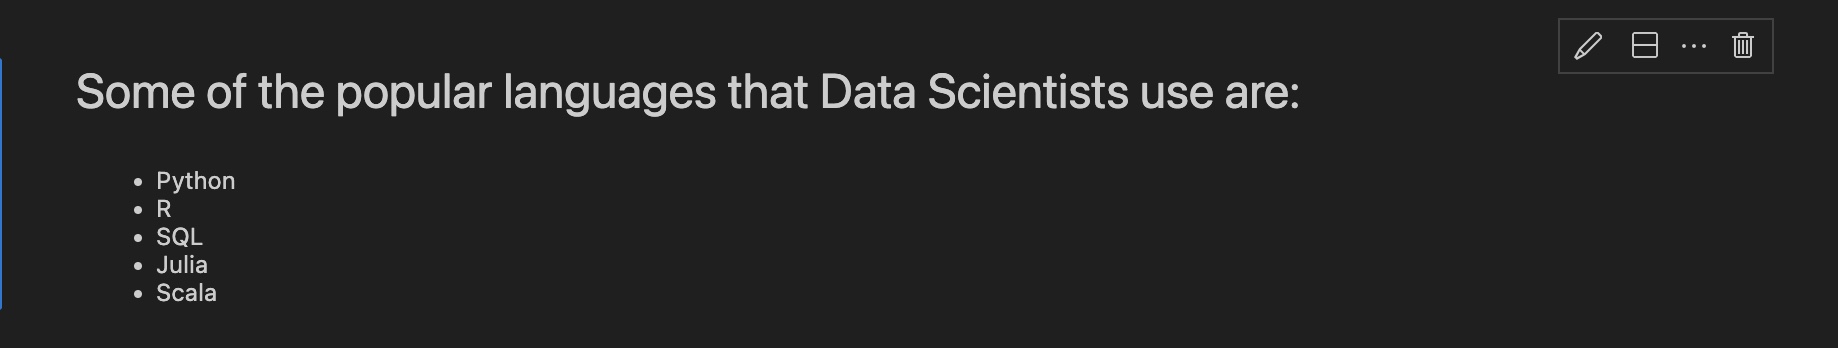 Some of the popular languages that Data Scientists use are:
• Python
• R
• SQL
• Julia
• Scala